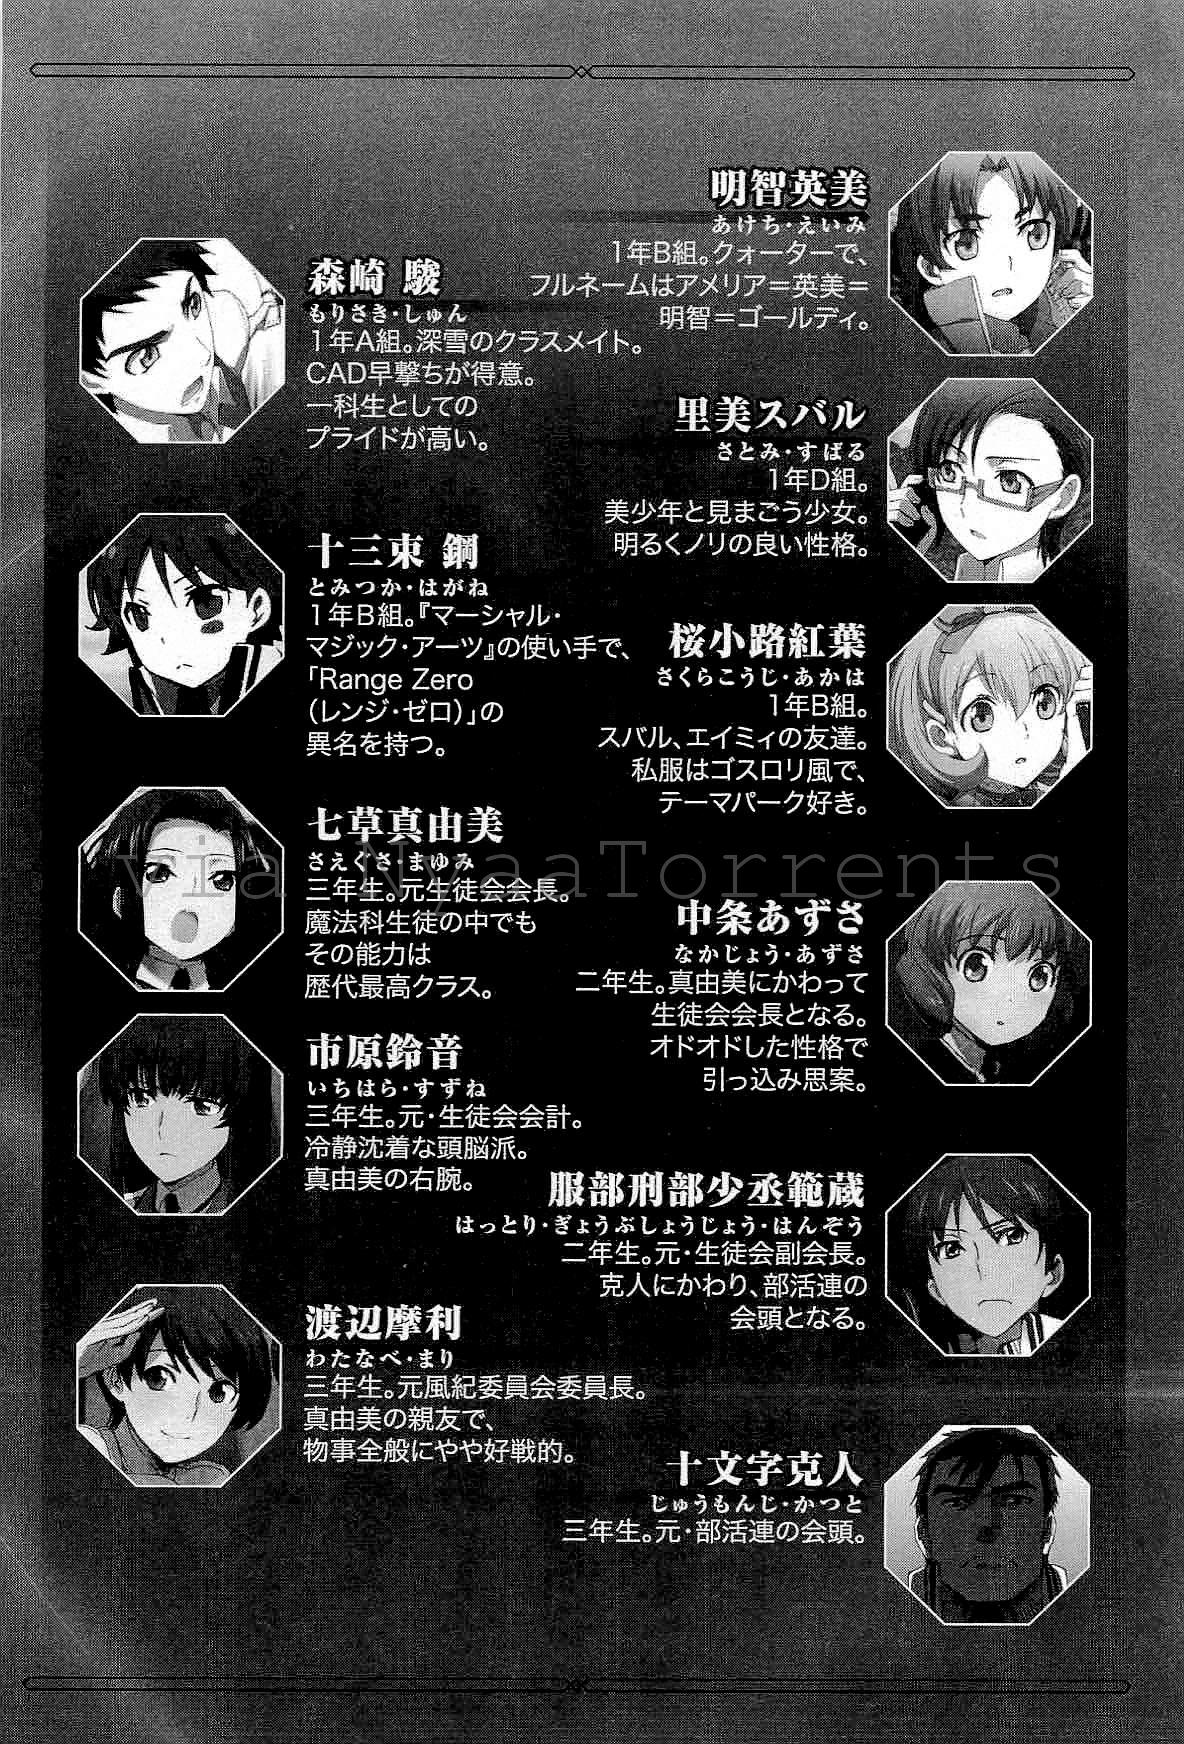 明智英美
あけち・えいみ
1年B組。クォーターで、
フルネームはアメリア＝英美＝
明智＝ゴールディ。
里美スバル
さとみ・すばる
1年D組。
美少年と見まごう少女。
明るくノリの良い性格。
桜小路紅葉
さくらこうじ・あかは
1年B組。
スバル、エイミィの友達。
私服はゴスロリ風で、
テーマパーク好き。
中条あずさ
なかじょう・あずさ
二年生。真由美にかわって
生徒会会長となる。
オドオドした性格で
引っ込み思案。
服部刑部少丞範蔵
はっとり・ぎょうぶしょうじょう・はんぞう
二年生。元・生徒会副会長。
克人にかわり、部活連の
会頭となる。
十文字克人
じゅうもんじ・かつと
三年生。元・部活連の会頭。
森崎 駿
もりさき・しゅん
1年A組。深雪のクラスメイト。
CAD早撃ちが得意。
一科生としての
プライドが高い。
十三束 鋼
とみつか・はがね
1年B組。『マーシャル・
マジック・アーツ』の使い手で、
「Range Zero
（レンジ・ゼロ）」の
異名を持つ。
七草真由美
さえぐさ・まゆみ
三年生。元生徒会会長。
魔法科生徒の中でも
その能力は
歴代最高クラス。
市原鈴音
いちはら・すずね
三年生。元・生徒会会計。
冷静沈着な頭脳派。
真由美の右腕。
渡辺摩利
わたなべ・まり
三年生。元風紀委員会委員長。
真由美の親友で、
物事全般にやや好戦的。
via NyaaTorrents